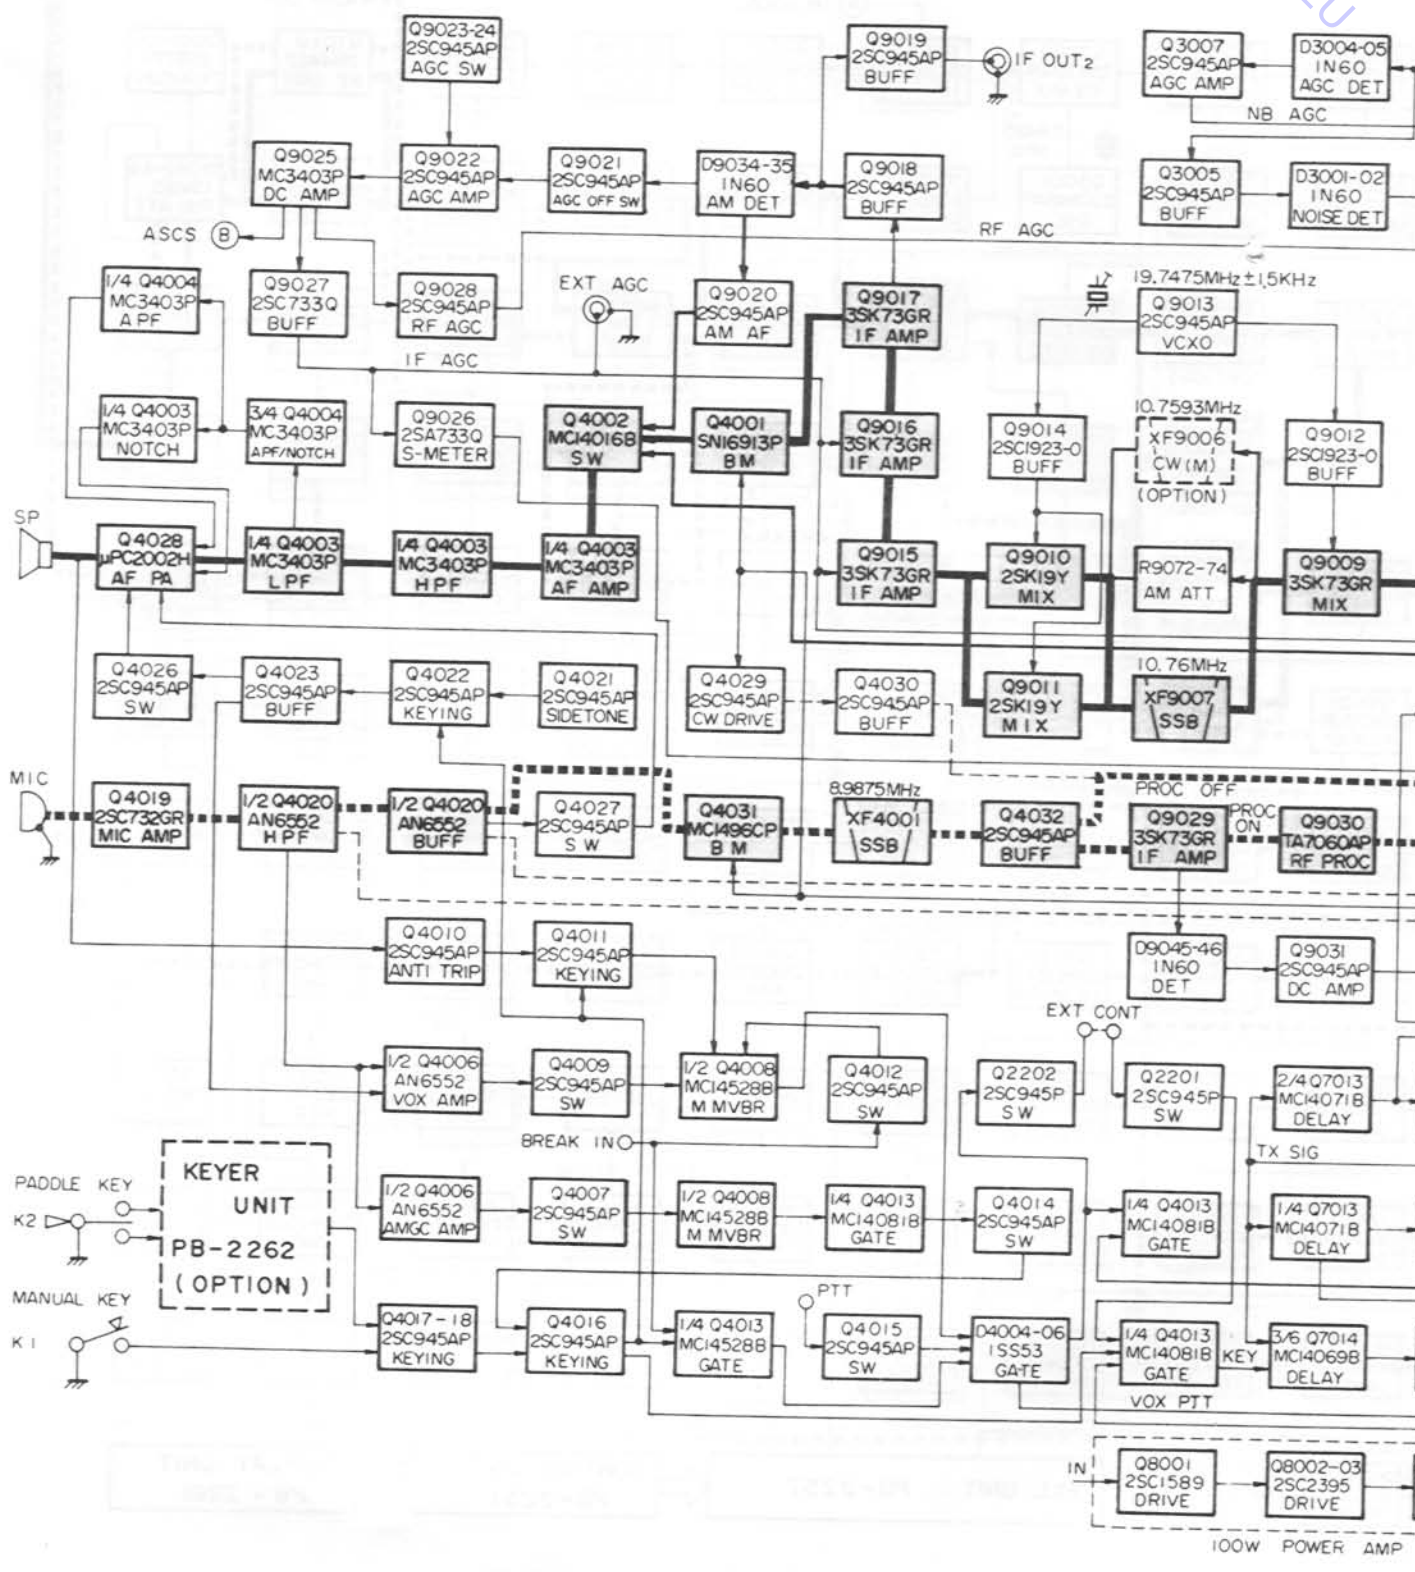 Q9023-24
2SC945AP
AGC SW
Q9019
2SC945AP
BUFF
IF OUT2
Q3007
2SC945AP
AGC AMP
D3004-05
1N60
AGC DET
NB AGC
Q9025
MC3403P
DC AMP
Q9022
2SC945AP
AGC AMP
Q9021
2SC945AP
AGC OFF SW
D9034-35
1N60
AM DET
Q9018
2SC945AP
BUFF
Q3005
2SC945AP
BUFF
D3001-02
1N60
NOISE DET
ASCS B
RF AGC
1/4 Q4004
MC3403P
APF
Q9027
2SC733Q
BUFF
Q9028
2SC945AP
RF AGC
EXT AGC
Q9020
2SC945AP
AM AF
Q9017
3SK73GR
IF AMP
19.7475MHz±1,5KHz
Q9013
2SC945AP
VCXO
IF AGC
1/4 Q4003
MC3403P
NOTCH
3/4 Q4004
MC3403P
APF/NOTCH
Q9026
2SA733Q
S-METER
Q4002
MC14016B
SW
Q4001
SN16913P
BM
Q9016
3SK73GR
IF AMP
Q9014
2SC1923-O
BUFF
10.7593MHz
XF9006
CW(M)
(OPTION)
Q9012
2SC1923-O
BUFF
SP
Q4028
μPC2002H
AF PA
1/4 Q4003
MC3403P
LPF
1/4 Q4003
MC3403P
HPF
1/4 Q4003
MC3403P
AF AMP
Q9015
3SK73GR
IF AMP
Q9010
2SK19Y
MIX
R9072-74
AM ATT
Q9009
3SK73GR
MIX
Q4026
2SC945AP
SW
Q4023
2SC945AP
BUFF
Q4022
2SC945AP
KEYING
Q4021
2SC945AP
SIDETONE
Q4029
2SC945AP
CW DRIVE
Q4030
2SC945AP
BUFF
Q9011
2SK19Y
MIX
10.76MHz
XF9007
SSB
MIC
Q4019
2SC732GR
MIC AMP
1/2 Q4020
AN6552
HPF
1/2 Q4020
AN6552
BUFF
Q4027
2SC945AP
SW
Q4031
MC1496CP
BM
8.9875MHz
XF4001
SSB
Q4032
2SC945AP
BUFF
PROC OFF
Q9029
3SK73GR
IF AMP
PROC
ON
Q9030
TA7060AP
RF PROC
Q4010
2SC945AP
ANTI TRIP
Q4011
2SC945AP
KEYING
D9045-46
1N60
DET
Q9031
2SC945AP
DC AMP
EXT CONT
1/2 Q4006
AN6552
VOX AMP
Q4009
2SC945AP
SW
1/2 Q4008
MC14528B
M MVBR
Q4012
2SC945AP
SW
Q2202
2SC945P
SW
Q2201
2SC945P
SW
2/4 Q7013
MC14071B
DELAY
BREAK IN
TX SIG
PADDLE KEY
K2
KEYER
UNIT
PB-2262
(OPTION)
1/2 Q4006
AN6552
AMGC AMP
Q4007
2SC945AP
SW
1/2 Q4008
MC14528B
M MVBR
1/4 Q4013
MC14081B
GATE
Q4014
2SC945AP
SW
1/4 Q4013
MC14081B
GATE
1/4 Q7013
MC14071B
DELAY
MANUAL KEY
K1
PTT
Q4017-18
2SC945AP
KEYING
Q4016
2SC945AP
KEYING
1/4 Q4013
MC14528B
GATE
Q4015
2SC945AP
SW
D4004-06
1SS53
GATE
1/4 Q4013
MC14081B
GATE
KEY
3/6 Q7014
MC14069B
DELAY
VOX PTT
IN
Q8001
2SC1589
DRIVE
Q8002-03
2SC2395
DRIVE
100W POWER AMP